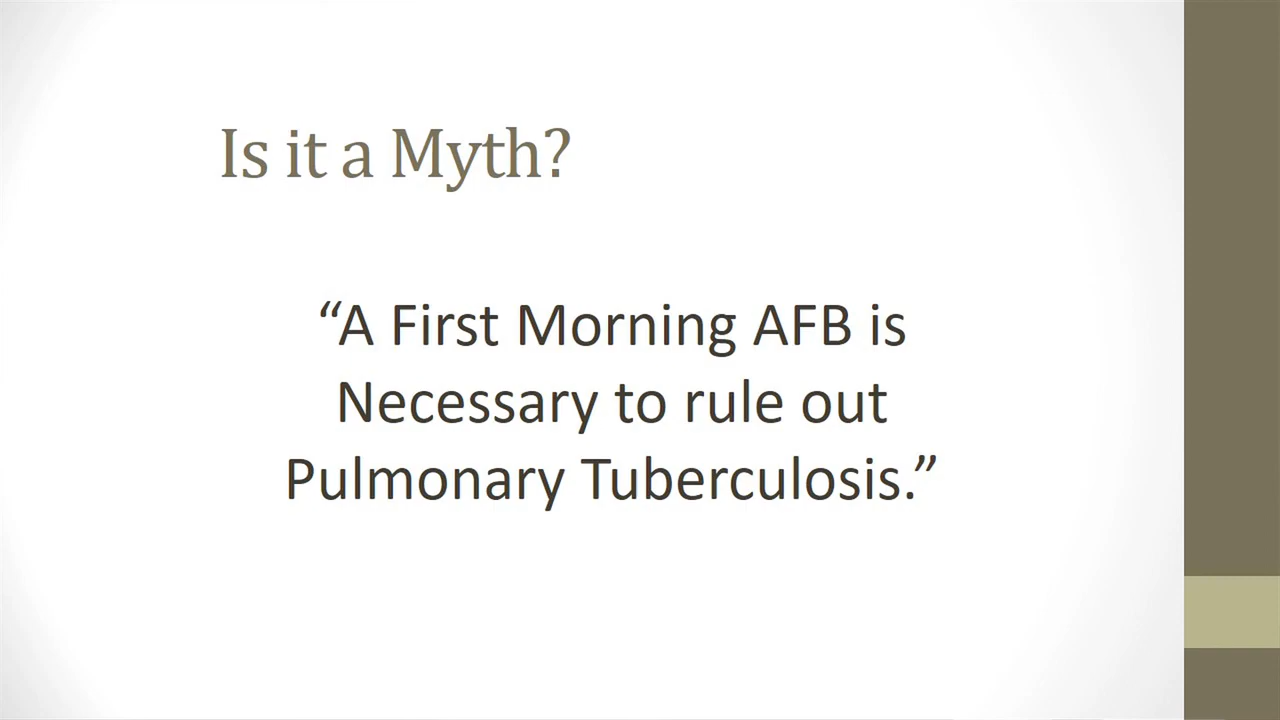 Is it a Myth?
“A First Morning AFB is
Necessary to rule out
Pulmonary Tuberculosis.”